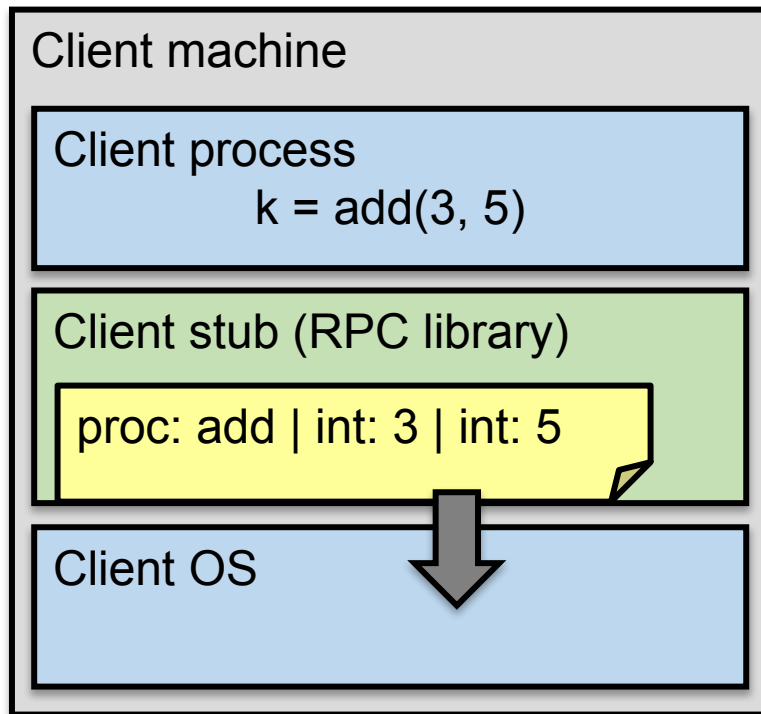 Client machine
Client process
k = add(3, 5)
Client stub (RPC library)
proc: add | int: 3 | int: 5
Client OS